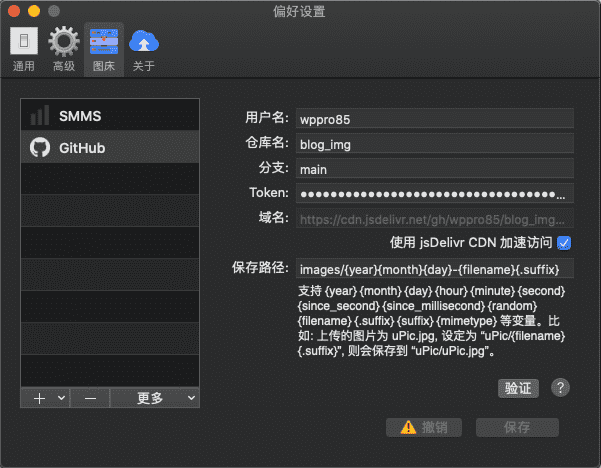 偏好设置
通用 高级 图床 关于
SMMS
GitHub
用户名: wppro85
仓库名: blog_img
分支: main
Token: ●●●●●●●●●●●●●●●●●●●●●●●●●●●●●●●●●●...
域名: https://cdn.jsdelivr.net/gh/wppro85/blog_img...
使用 jsDelivr CDN 加速访问
保存路径: images/{year}{month}{day}-{filename}{.suffix}
支持 {year} {month} {day} {hour} {minute} {second}
{since_second} {since_millisecond} {random}
{filename} {.suffix} {suffix} {mimetype} 等变量。比
如: 上传的图片为 uPic.jpg, 设定为 “uPic/{filename}
{.suffix}”, 则会保存到 “uPic/uPic.jpg”。
验证 ?
+ − 更多
撤销 保存